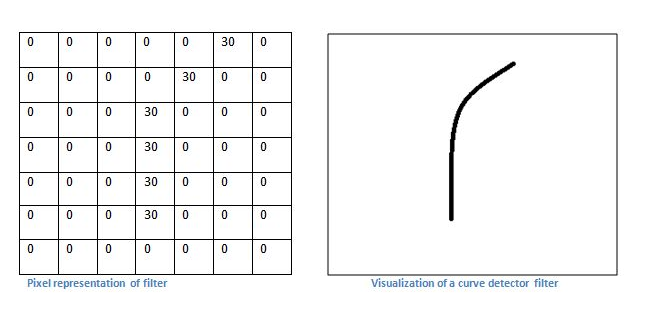 0 0 0 0 0 30 0
0 0 0 0 30 0 0
0 0 0 30 0 0 0
0 0 0 30 0 0 0
0 0 0 30 0 0 0
0 0 0 30 0 0 0
0 0 0 0 0 0 0
Pixel representation of filter
Visualization of a curve detector filter